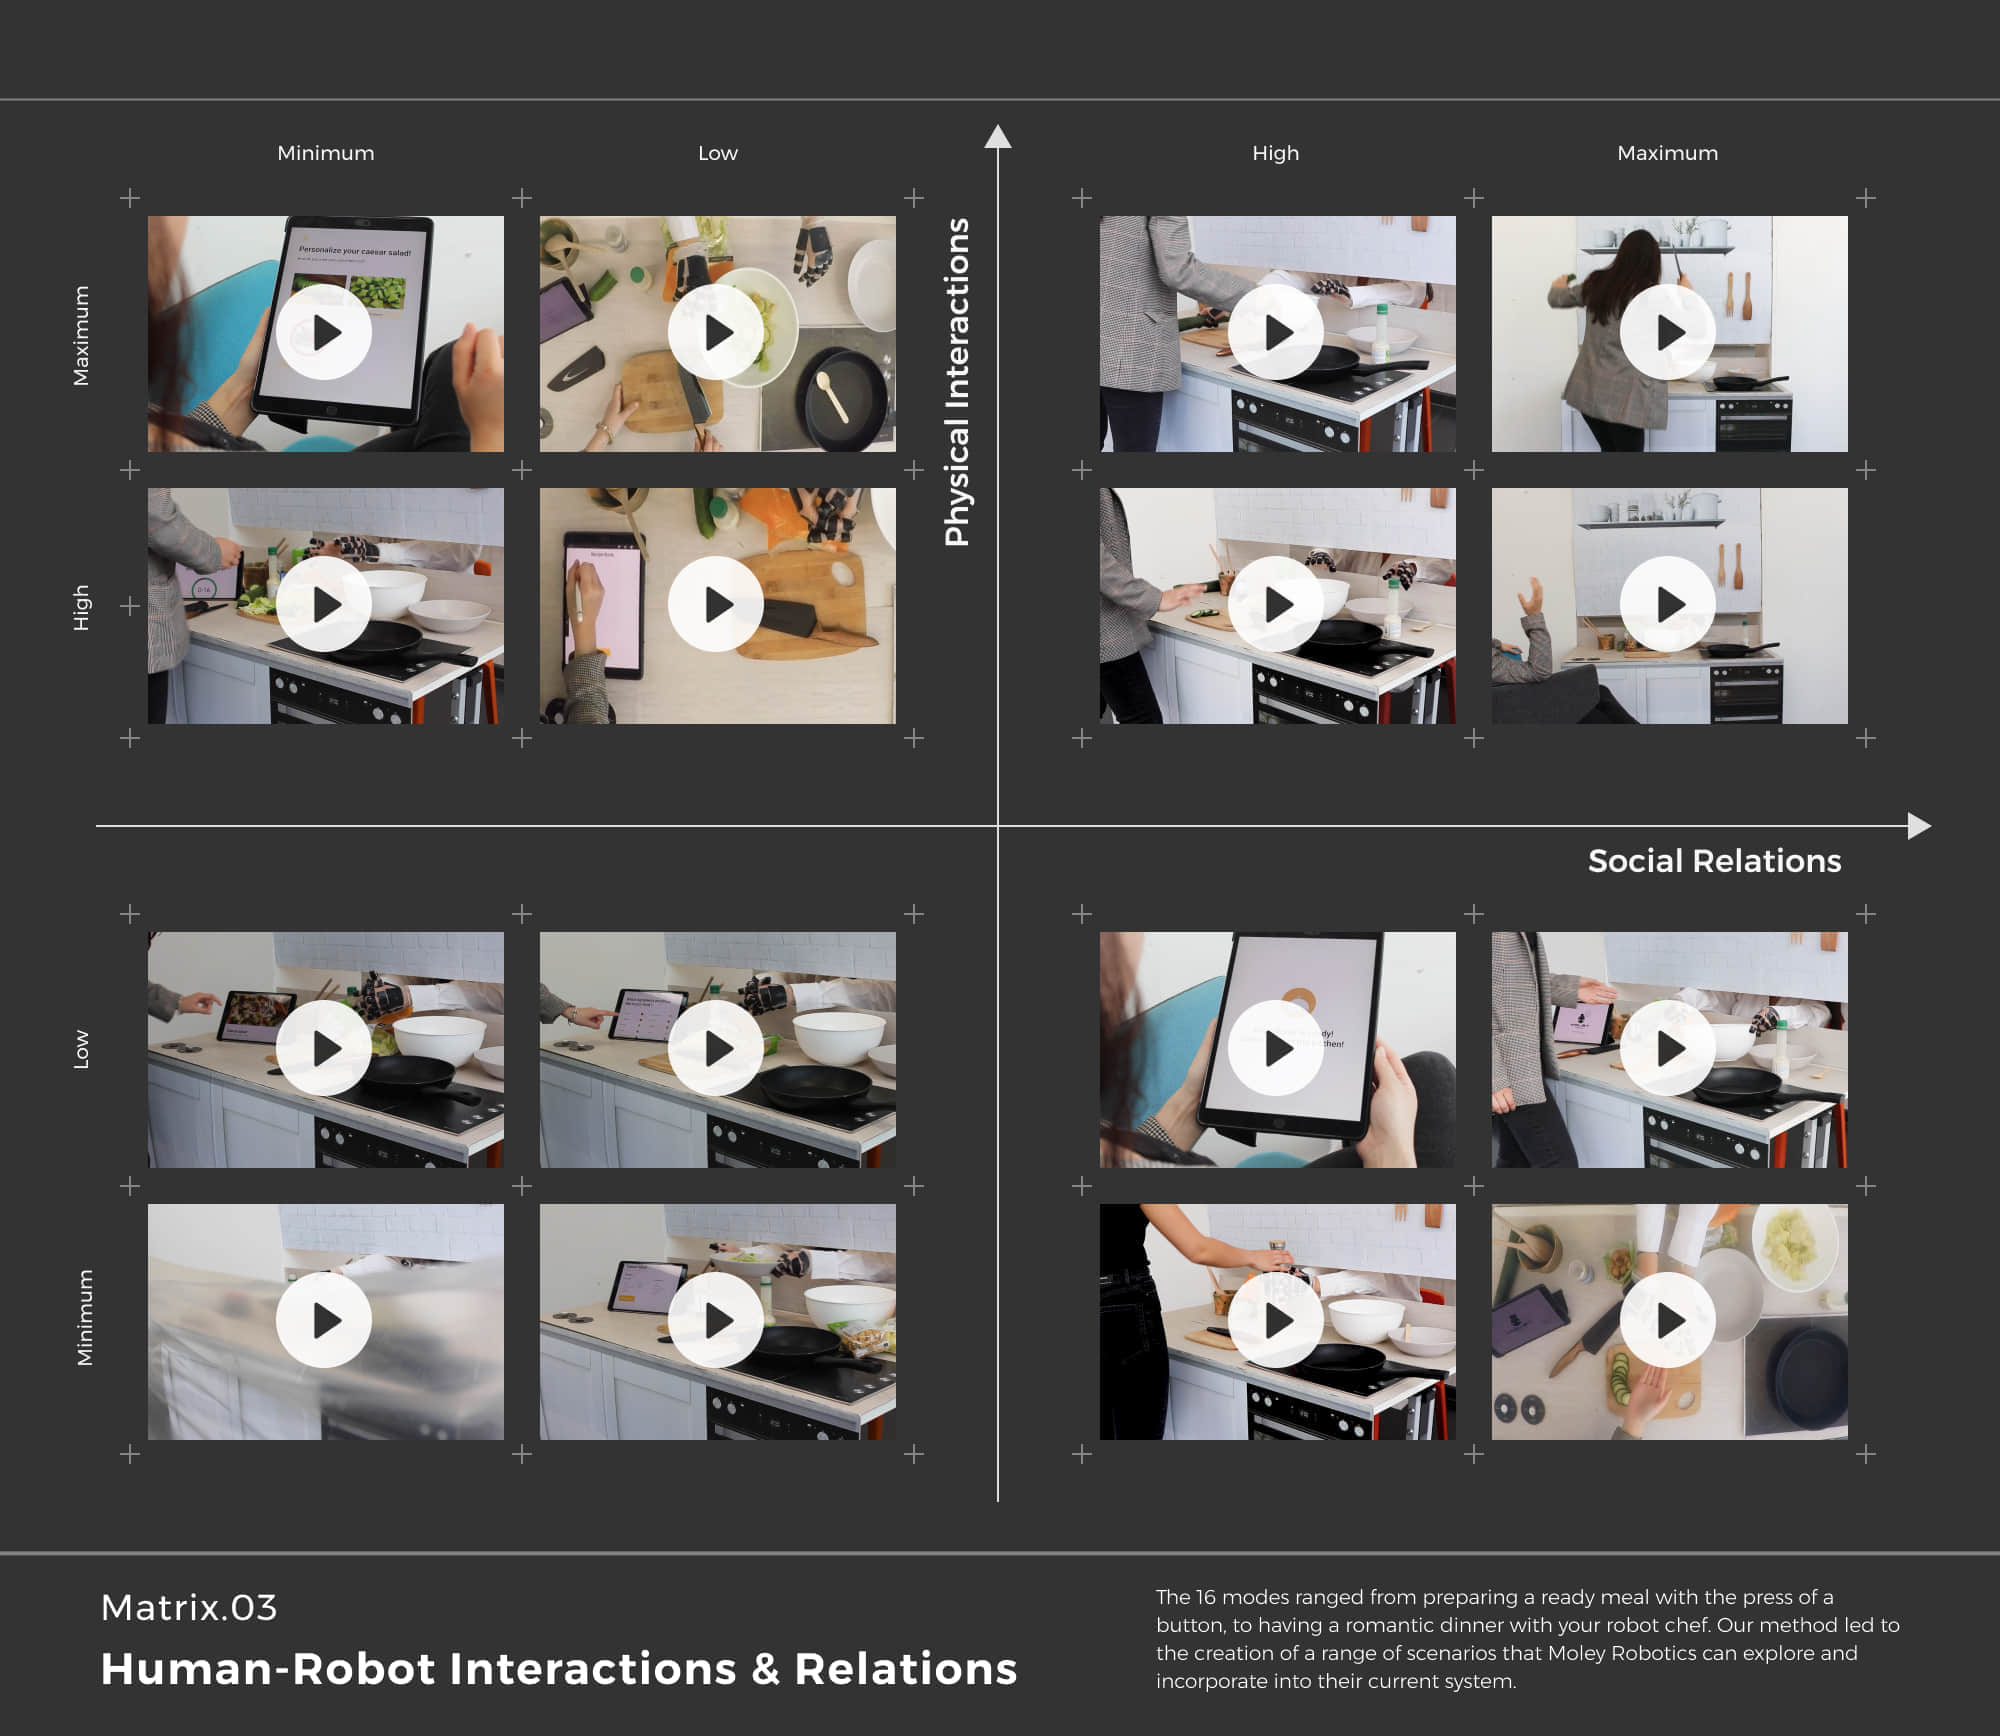 Minimum
Low
High
Maximum
Maximum
Personalize your caesar salad!
Physical Interactions
High
0:16
Social Relations
Low
Minimum
Matrix.03
Human-Robot Interactions & Relations
The 16 modes ranged from preparing a ready meal with the press of a
button, to having a romantic dinner with your robot chef. Our method led to
the creation of a range of scenarios that Moley Robotics can explore and
incorporate into their current system.